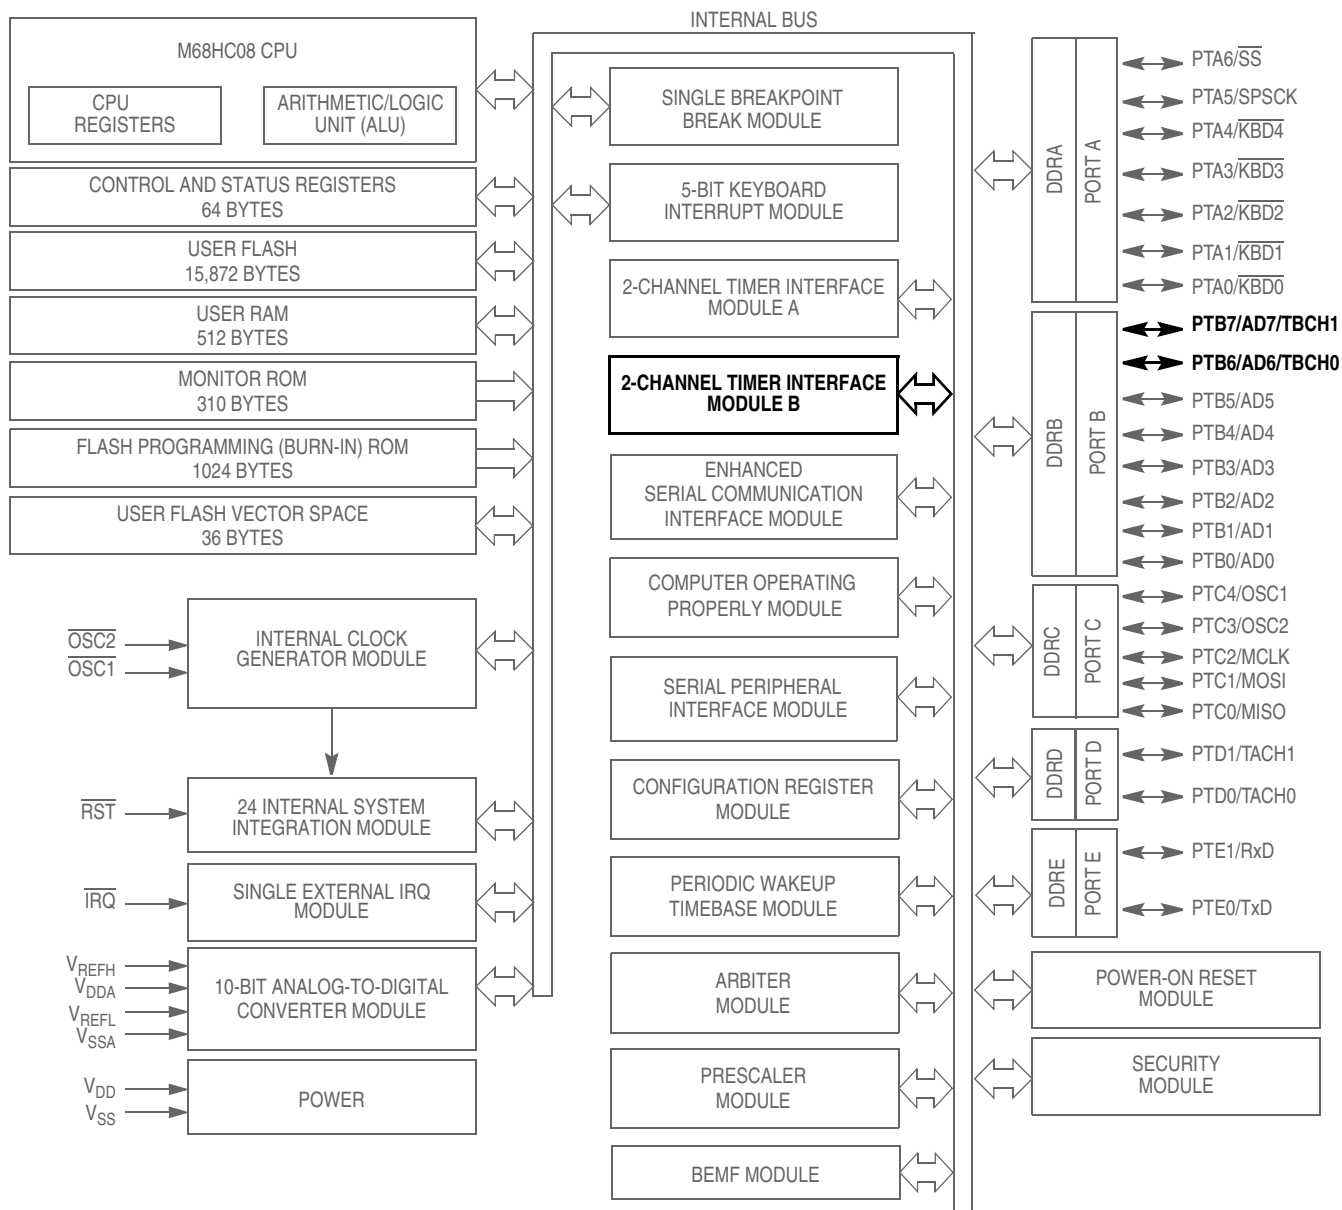 INTERNAL BUS
M68HC08 CPU
CPU
REGISTERS
ARITHMETIC/LOGIC
UNIT (ALU)
CONTROL AND STATUS REGISTERS
64 BYTES
USER FLASH
15,872 BYTES
USER RAM
512 BYTES
MONITOR ROM
310 BYTES
FLASH PROGRAMMING (BURN-IN) ROM
1024 BYTES
USER FLASH VECTOR SPACE
36 BYTES
OSC2
OSC1
INTERNAL CLOCK
GENERATOR MODULE
RST
24 INTERNAL SYSTEM
INTEGRATION MODULE
IRQ
SINGLE EXTERNAL IRQ
MODULE
VREFH
VDDA
VREFL
VSSA
10-BIT ANALOG-TO-DIGITAL
CONVERTER MODULE
VDD
VSS
POWER
SINGLE BREAKPOINT
BREAK MODULE
5-BIT KEYBOARD
INTERRUPT MODULE
2-CHANNEL TIMER INTERFACE
MODULE A
2-CHANNEL TIMER INTERFACE
MODULE B
ENHANCED
SERIAL COMMUNICATION
INTERFACE MODULE
COMPUTER OPERATING
PROPERLY MODULE
SERIAL PERIPHERAL
INTERFACE MODULE
CONFIGURATION REGISTER
MODULE
PERIODIC WAKEUP
TIMEBASE MODULE
ARBITER
MODULE
PRESCALER
MODULE
BEMF MODULE
DDRA
PORT A
PTA6/SS
PTA5/SPSCK
PTA4/KBD4
PTA3/KBD3
PTA2/KBD2
PTA1/KBD1
PTA0/KBD0
DDRB
PORT B
PTB7/AD7/TBCH1
PTB6/AD6/TBCH0
PTB5/AD5
PTB4/AD4
PTB3/AD3
PTB2/AD2
PTB1/AD1
PTB0/AD0
DDRC
PORT C
PTC4/OSC1
PTC3/OSC2
PTC2/MCLK
PTC1/MOSI
PTC0/MISO
DDRD
PORT D
PTD1/TACH1
PTD0/TACH0
DDRE
PORT E
PTE1/RxD
PTE0/TxD
POWER-ON RESET
MODULE
SECURITY
MODULE